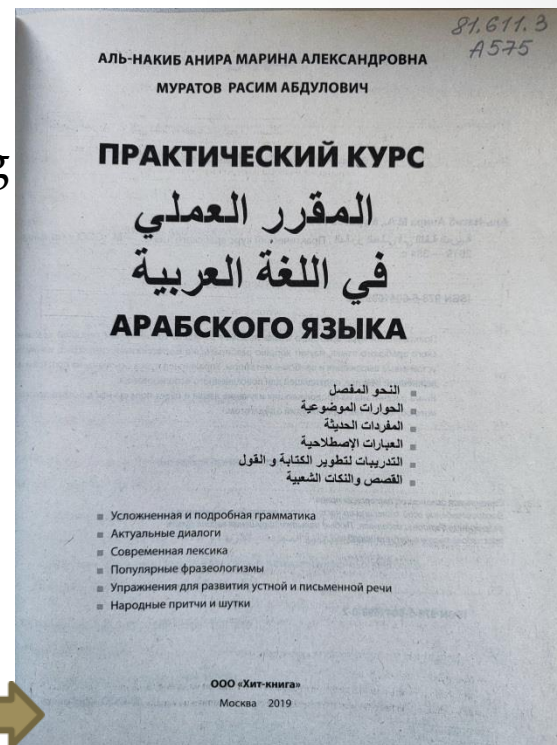 g
81.611.3
А575
АЛЬ-НАКИБ АНИРА МАРИНА АЛЕКСАНДРОВНА
МУРАТОВ РАСИМ АБДУЛОВИЧ
ПРАКТИЧЕСКИЙ КУРС
المقرر العملي
في اللغة العربية
АРАБСКОГО ЯЗЫКА
النحو المفصل
الحوارات الموضوعية
المفردات الحديثة
العبارات الإصطلاحية
التدريبات لتطوير الكتابة و القول
القصص والنكات الشعبية
Усложненная и подробная грамматика
Актуальные диалоги
Современная лексика
Популярные фразеологизмы
Упражнения для развития устной и письменной речи
Народные притчи и шутки
ООО «Хит-книга»
Москва 2019